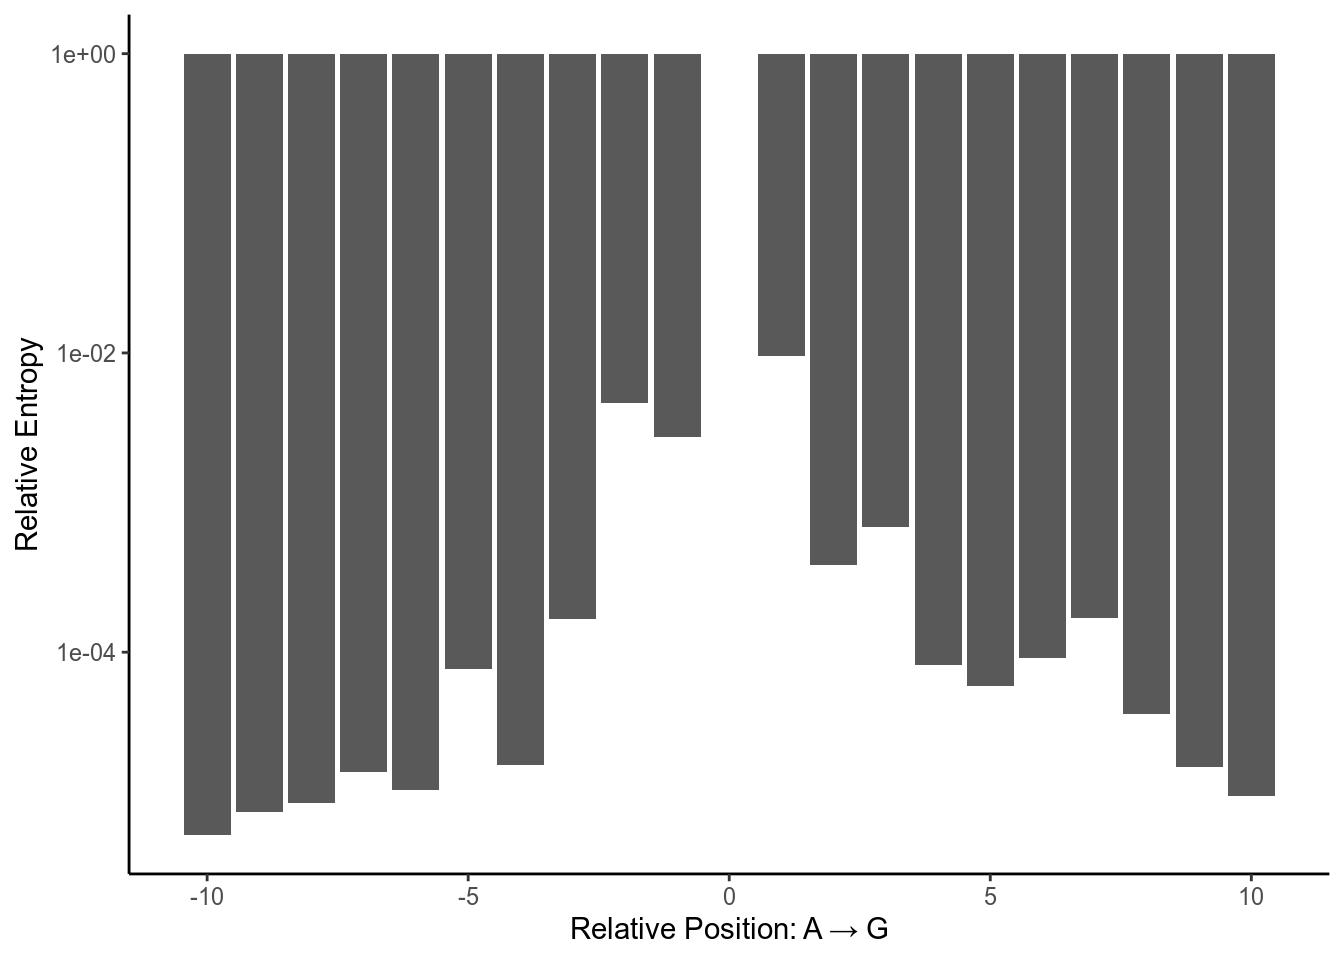 1e+00
1e-02
1e-04
Relative Entropy
-10 -5 0 5 10
Relative Position: A → G